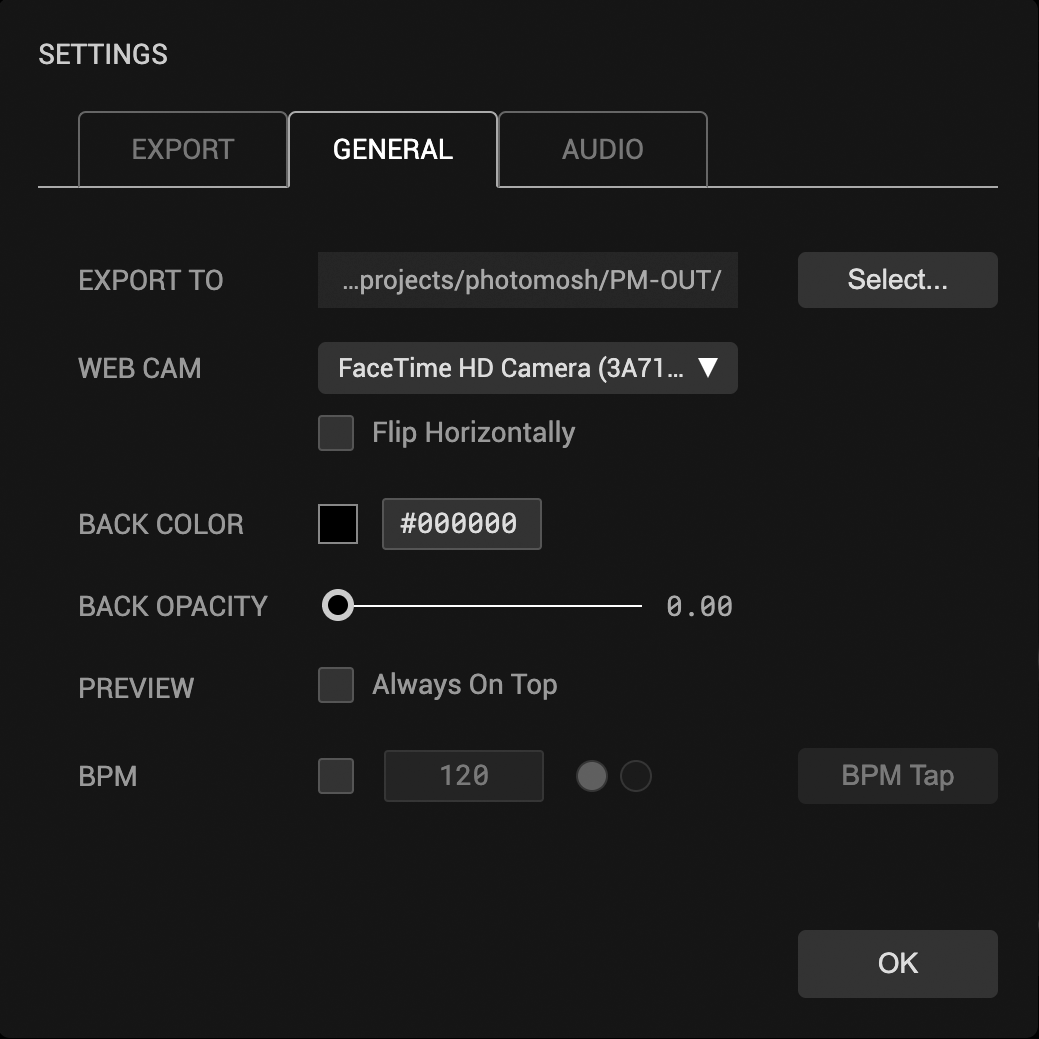 SETTINGS
EXPORT GENERAL AUDIO
EXPORT TO ...projects/photomosh/PM-OUT/ Select...
WEB CAM FaceTime HD Camera (3A71... ▼
Flip Horizontally
BACK COLOR #000000
BACK OPACITY 0.00
PREVIEW Always On Top
BPM 120 BPM Tap
OK